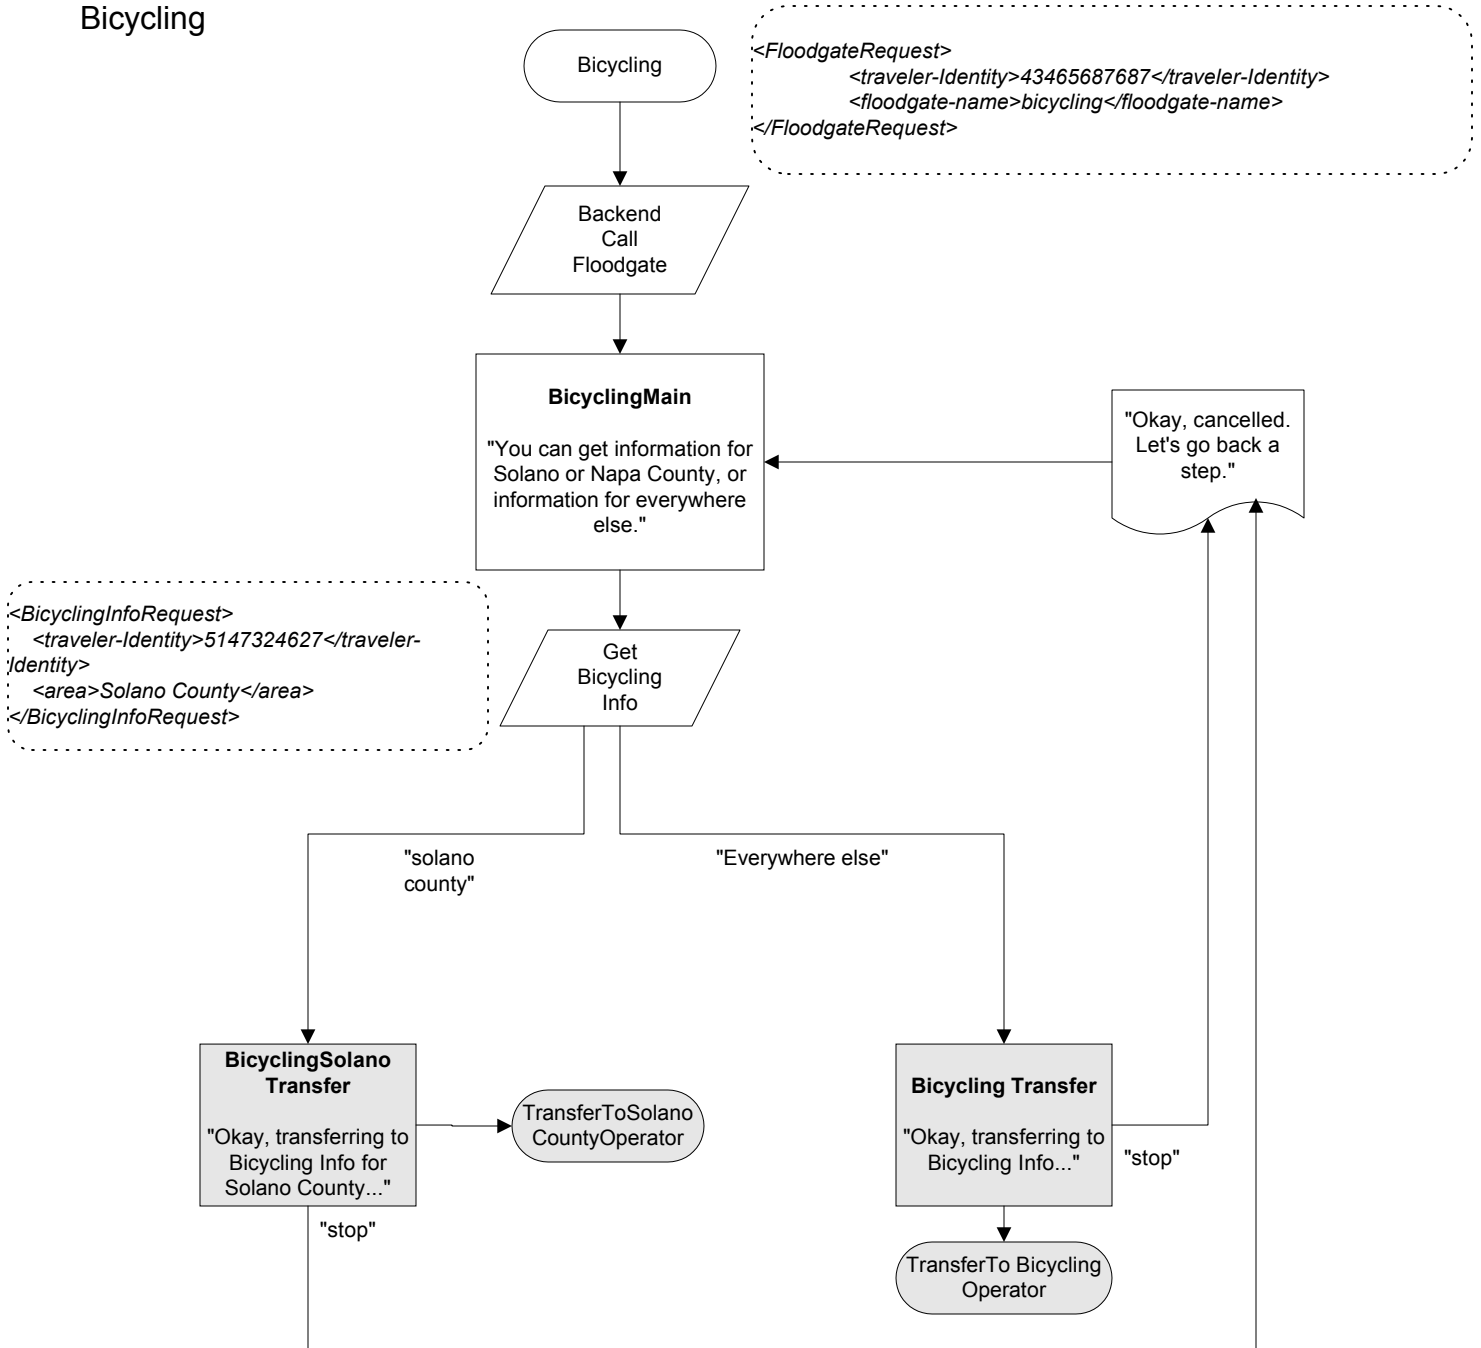 Bicycling
Bicycling
<FloodgateRequest>
<traveler-Identity>43465687687</traveler-Identity>
<floodgate-name>bicycling</floodgate-name>
</FloodgateRequest>
Backend
Call
Floodgate
BicyclingMain
"You can get information for
Solano or Napa County, or
information for everywhere
else."
"Okay, cancelled.
Let's go back a
step."
<BicyclingInfoRequest>
<traveler-Identity>5147324627</traveler-
Identity>
<area>Solano County</area>
</BicyclingInfoRequest>
Get
Bicycling
Info
"solano
county"
"Everywhere else"
BicyclingSolano
Transfer
"Okay, transferring to
Bicycling Info for
Solano County..."
TransferToSolano
CountyOperator
Bicycling Transfer
"Okay, transferring to
Bicycling Info..."
"stop"
"stop"
TransferTo Bicycling
Operator